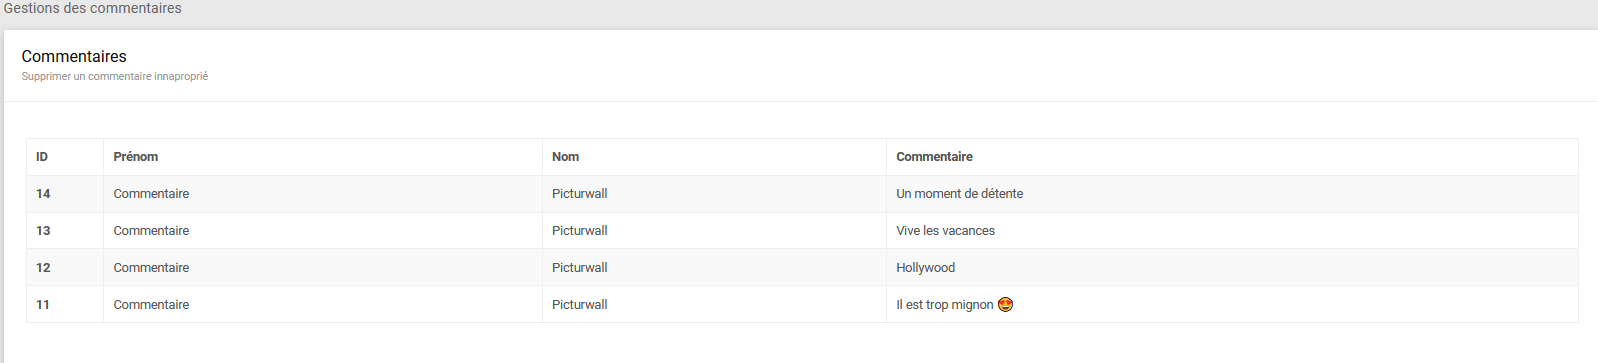 Gestions des commentaires
Commentaires
Supprimer un commentaire innaproprié
ID Prénom Nom Commentaire
14 Commentaire Picturwall Un moment de détente
13 Commentaire Picturwall Vive les vacances
12 Commentaire Picturwall Hollywood
11 Commentaire Picturwall Il est trop mignon 😍